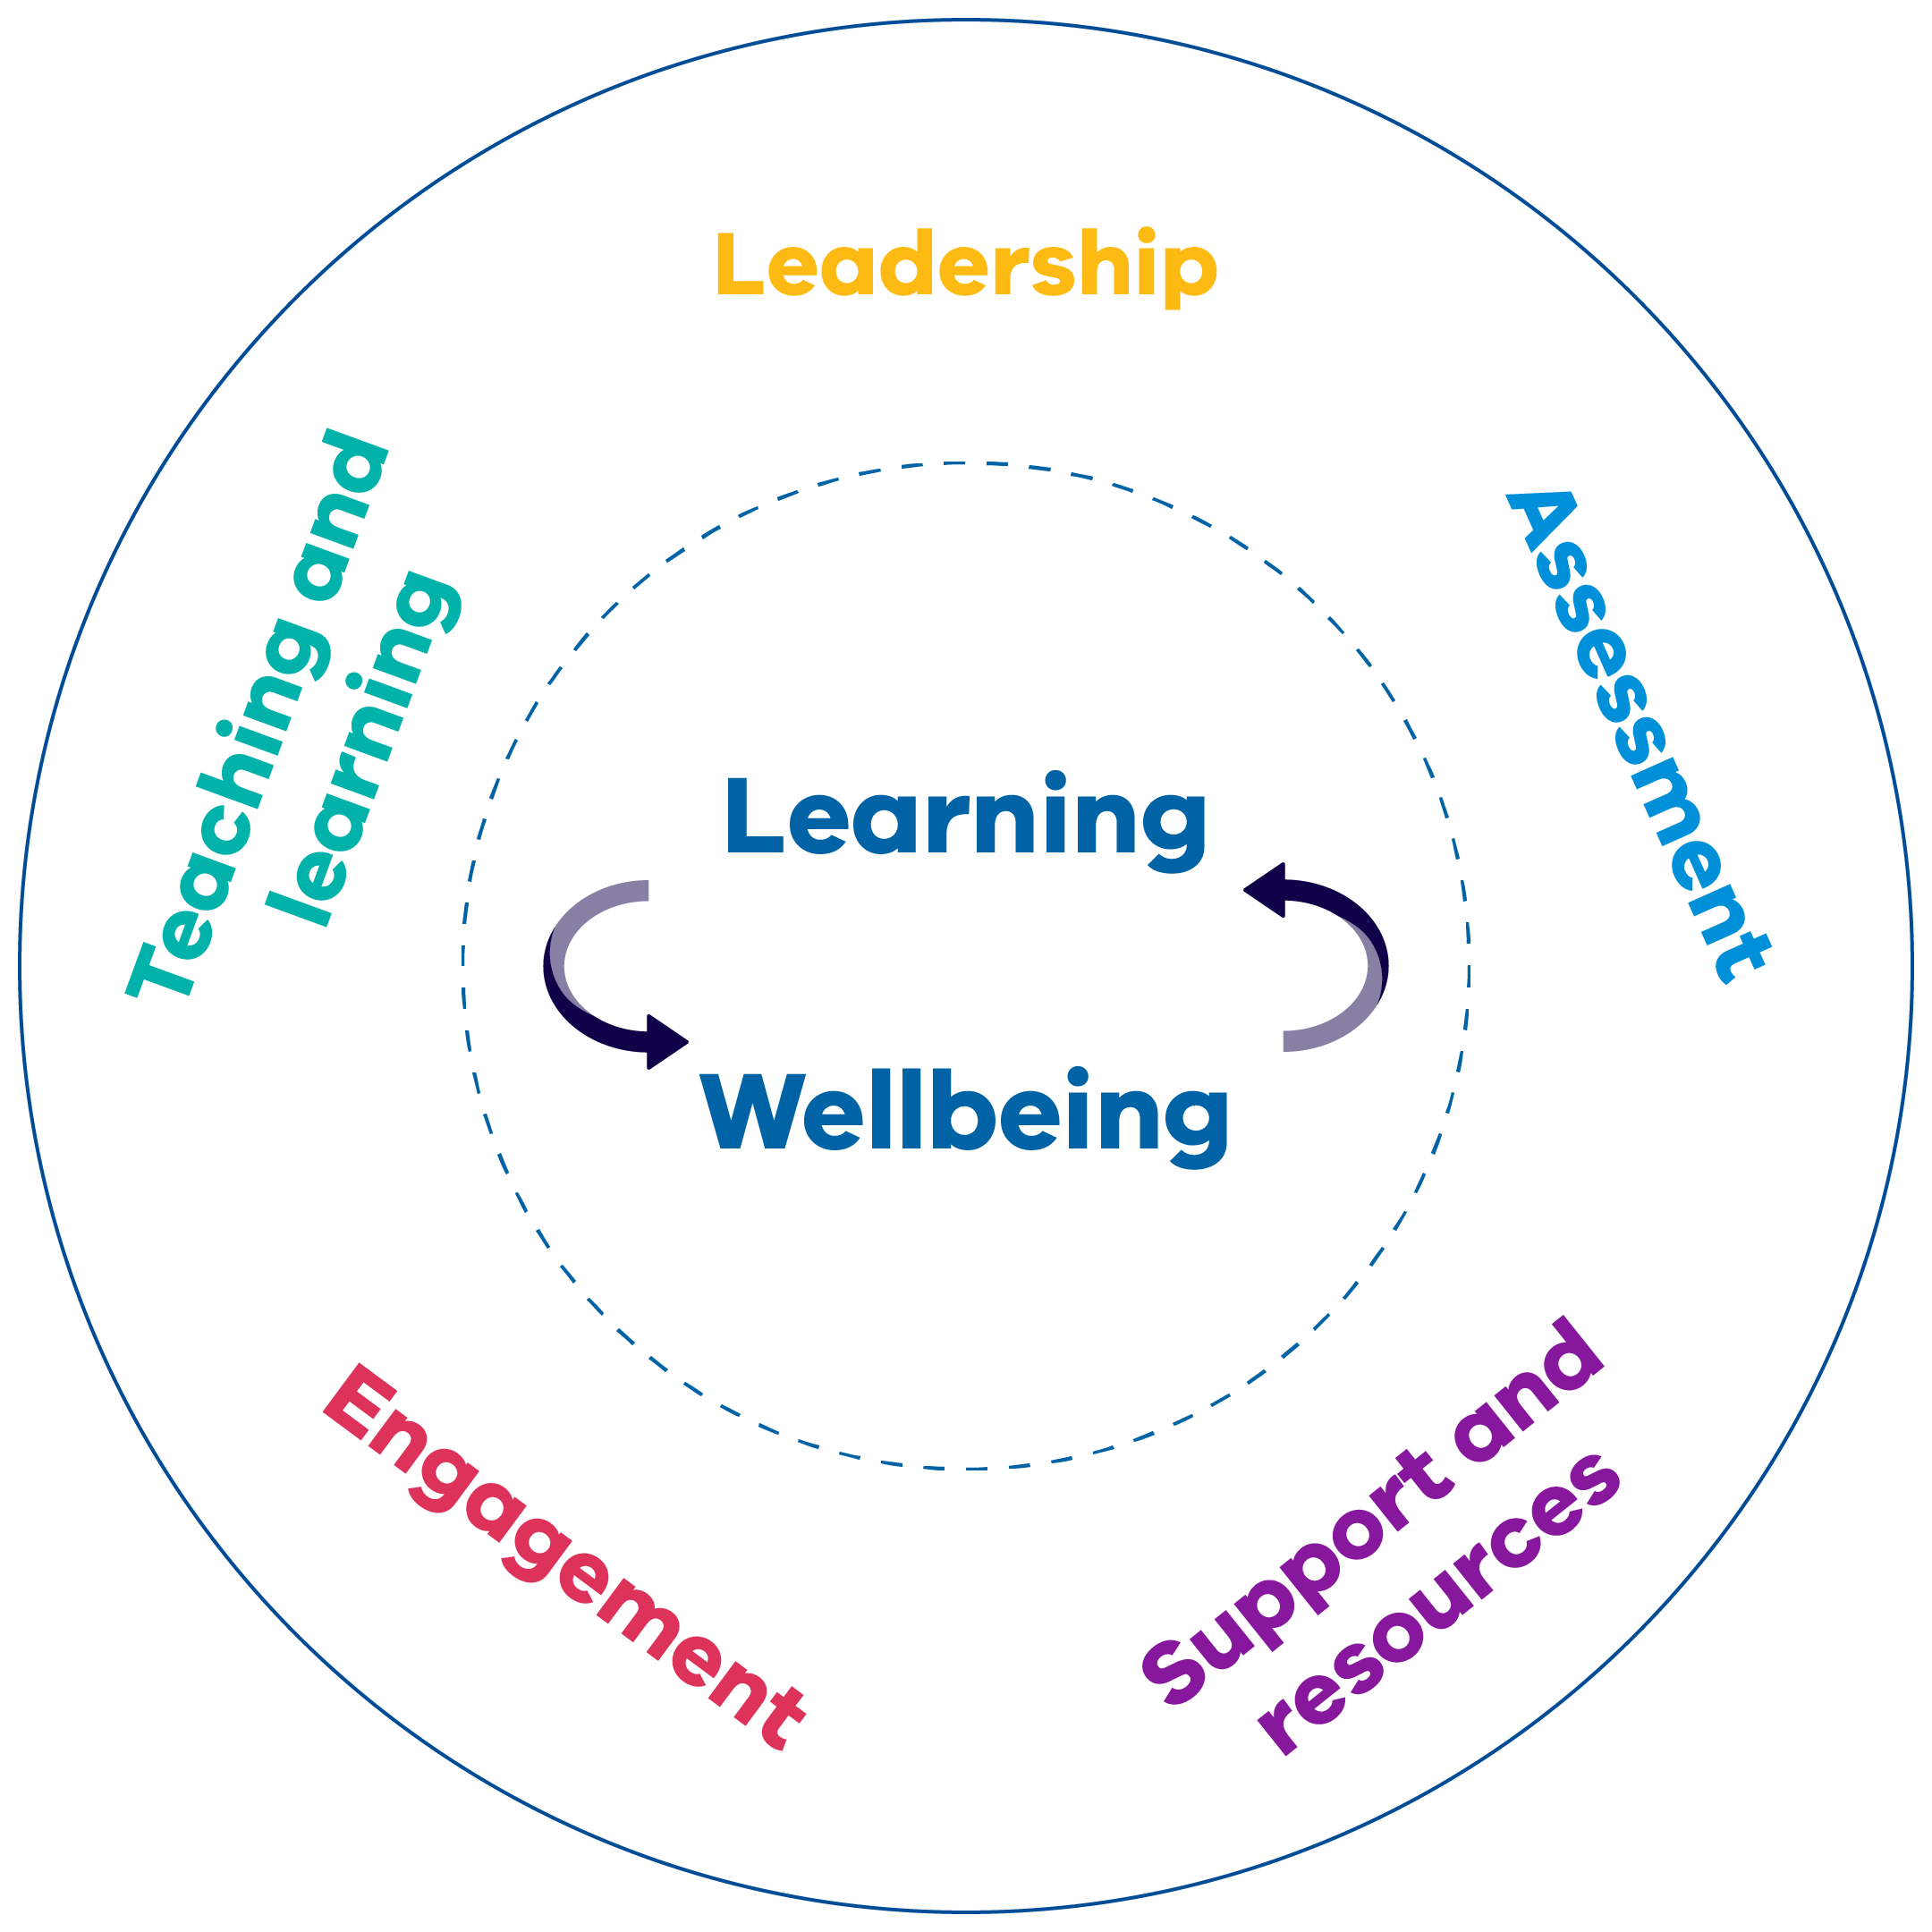 Leadership
Teaching and
learning
Assessment
Learning
Wellbeing
Engagement
Support and
resources